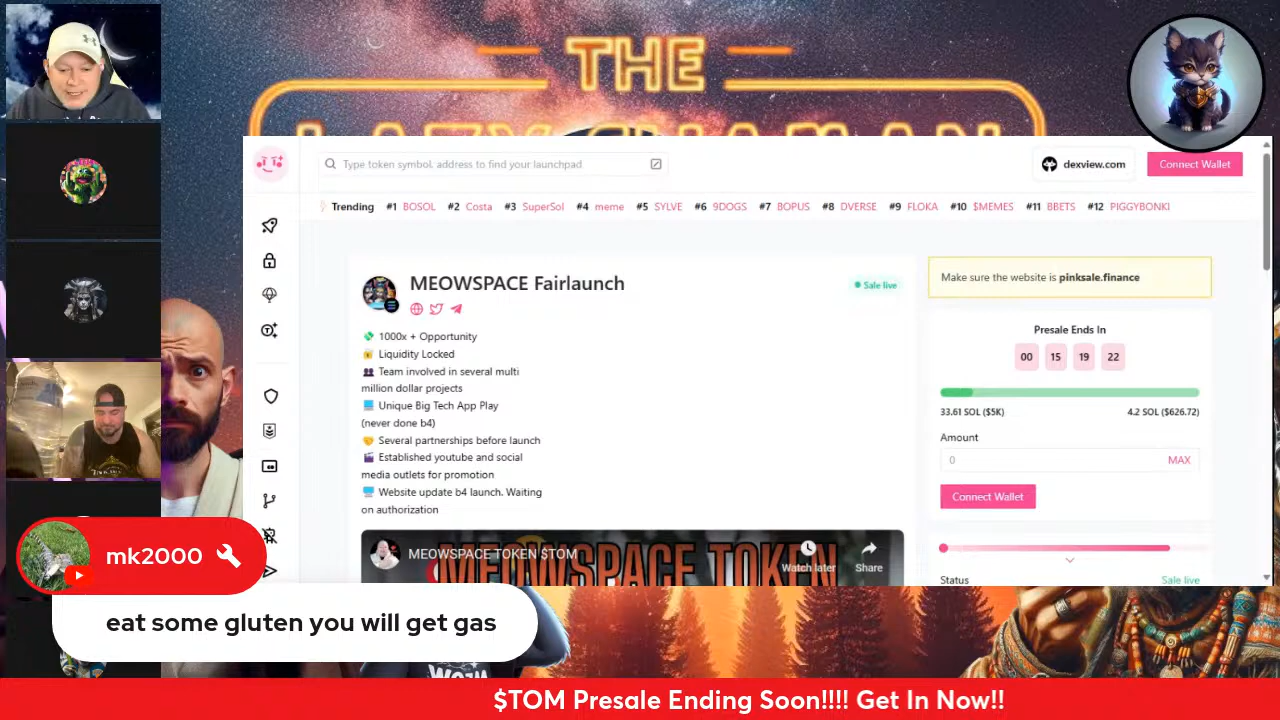 THE
LAZY SHAMAN
Type token symbol, address to find your launchpad
dexview.com
Connect Wallet
Trending #1 BOSOL #2 Costa #3 SuperSol #4 meme #5 SYLVE #6 9DOGS #7 BOPUS #8 DVERSE #9 FLOKA #10 $MEMES #11 BBETS #12 PIGGYBONKI
MEOWSPACE Fairlaunch
Sale live
1000x + Opportunity
Liquidity Locked
Team involved in several multi
million dollar projects
Unique Big Tech App Play
(never done b4)
Several partnerships before launch
Established youtube and social
media outlets for promotion
Website update b4 launch. Waiting
on authorization
MEOWSPACE TOKEN $TOM
MEOWSPACE TOKEN
Watch later
Share
Make sure the website is pinksale.finance
Presale Ends In
00 15 19 22
33.61 SOL ($5K) 4.2 SOL ($626.72)
Amount
0 MAX
Connect Wallet
Status Sale live
mk2000
eat some gluten you will get gas
$TOM Presale Ending Soon!!!! Get In Now!!